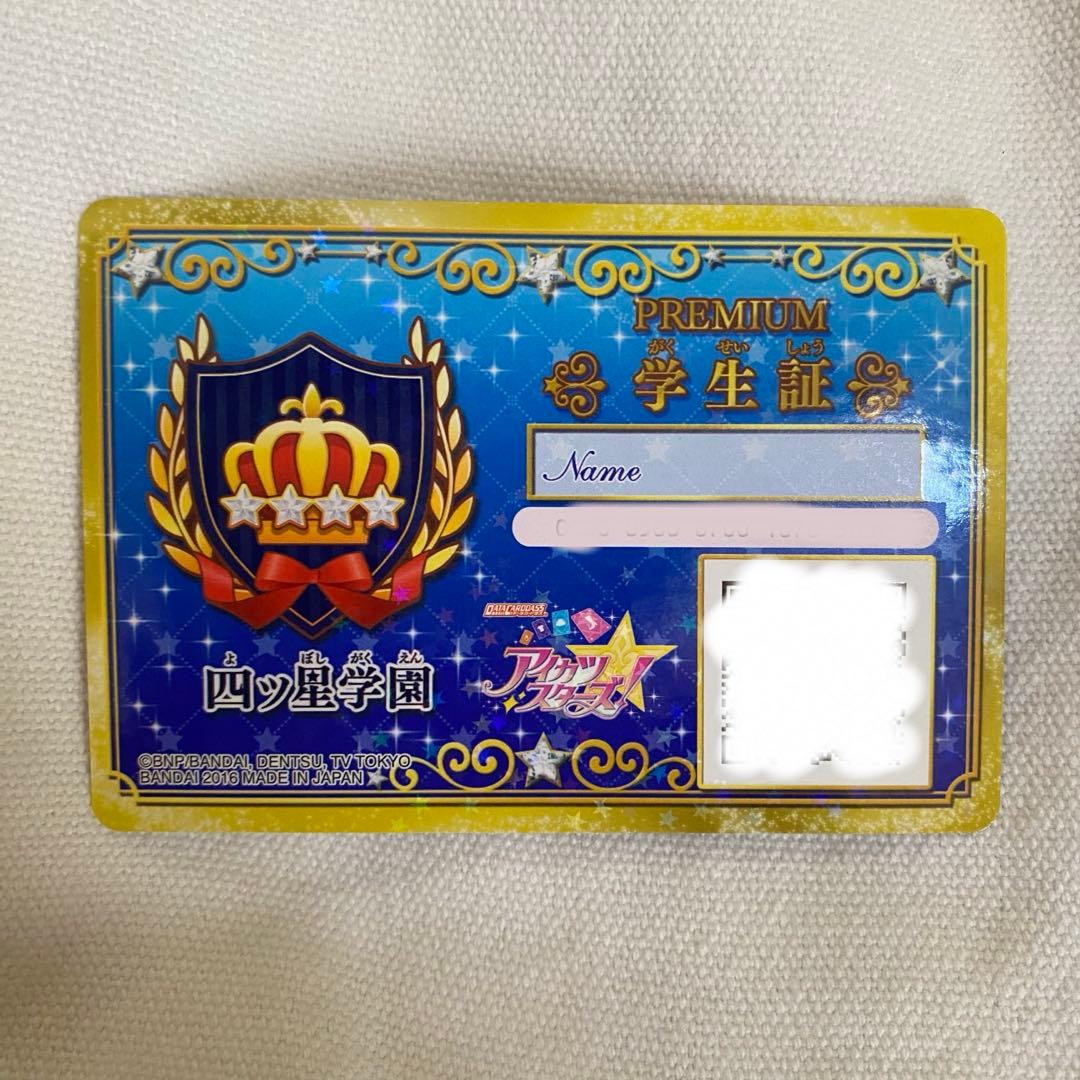 PREMIUM
がく せい しょう
学生証
Name
DATA CARDDASS
アイカツ
スターズ!
よ ぼし がく えん
四ッ星学園
©BNP/BANDAI, DENTSU, TV TOKYO
BANDAI 2016 MADE IN JAPAN